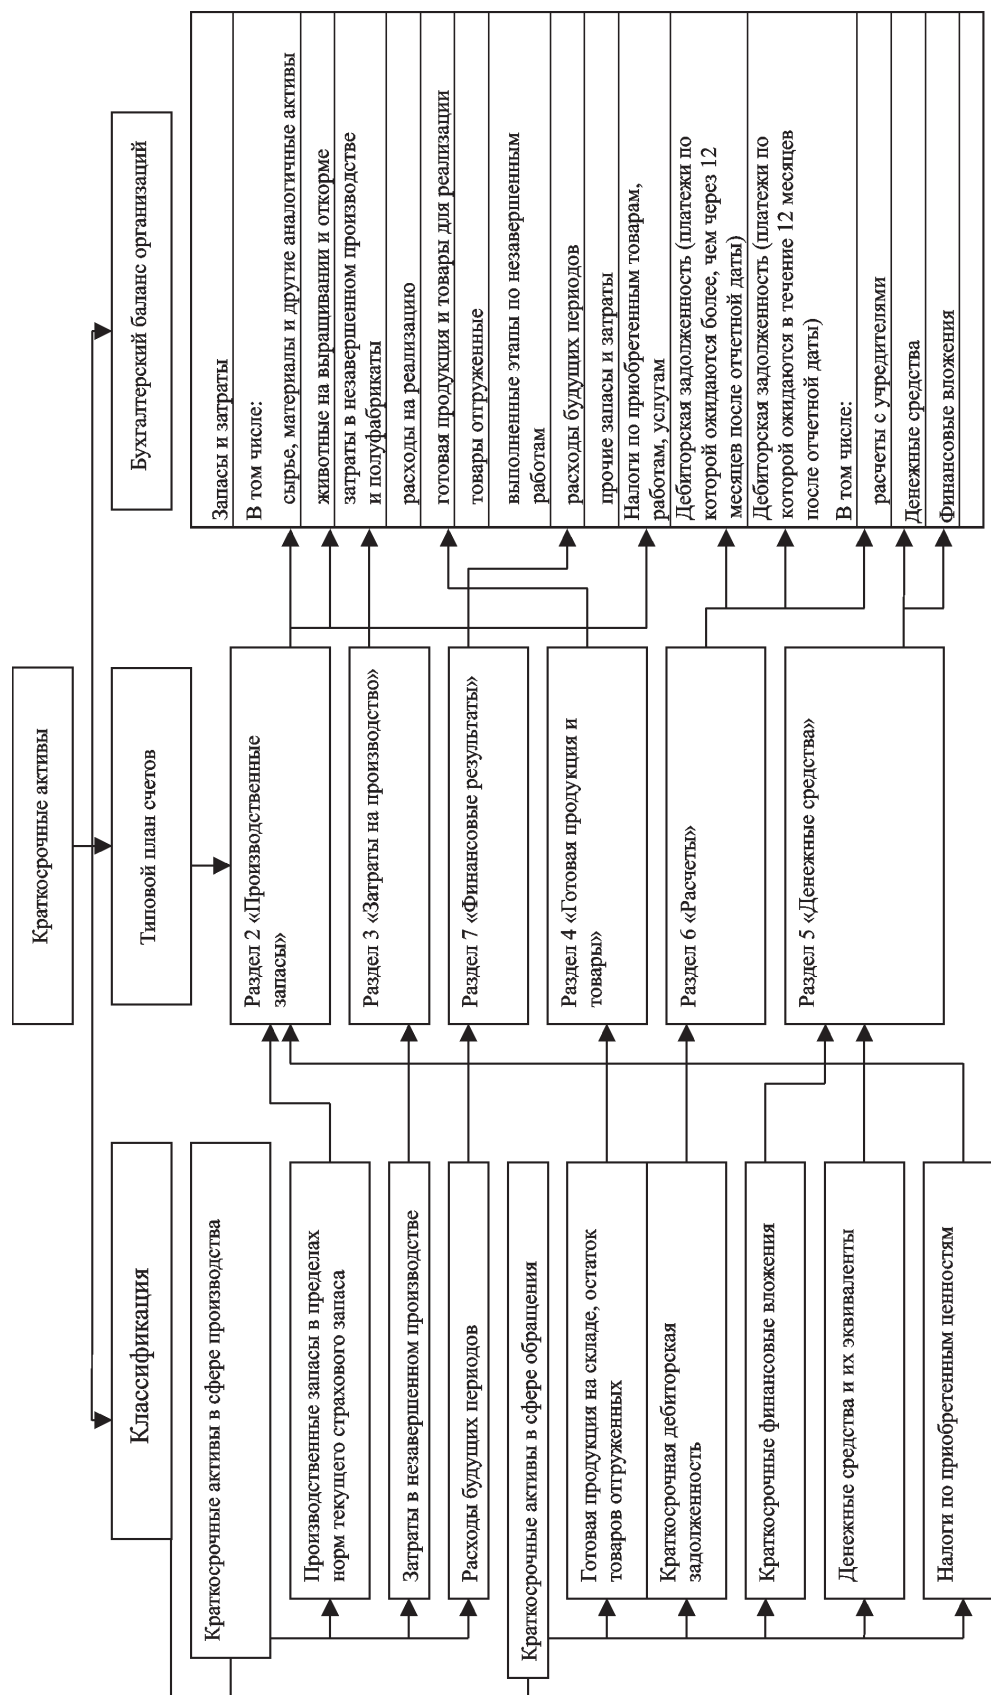 Краткосрочные активы
Классификация
Типовой план счетов
Бухгалтерский баланс организаций
Краткосрочные активы в сфере производства
Производственные запасы в пределах
норм текущего страхового запаса
Затраты в незавершенном производстве
Расходы будущих периодов
Краткосрочные активы в сфере обращения
Готовая продукция на складе, остаток
товаров отгруженных
Краткосрочная дебиторская
задолженность
Краткосрочные финансовые вложения
Денежные средства и их эквиваленты
Налоги по приобретенным ценностям
Раздел 2 «Производственные
запасы»
Раздел 3 «Затраты на производство»
Раздел 7 «Финансовые результаты»
Раздел 4 «Готовая продукция и
товары»
Раздел 6 «Расчеты»
Раздел 5 «Денежные средства»
Запасы и затраты
В том числе:
сырье, материалы и другие аналогичные активы
животные на выращивании и откорме
затраты в незавершенном производстве
и полуфабрикаты
расходы на реализацию
готовая продукция и товары для реализации
товары отгруженные
выполненные этапы по незавершенным
работам
расходы будущих периодов
прочие запасы и затраты
Налоги по приобретенным товарам,
работам, услугам
Дебиторская задолженность (платежи по
которой ожидаются более, чем через 12
месяцев после отчетной даты)
Дебиторская задолженность (платежи по
которой ожидаются в течение 12 месяцев
после отчетной даты)
В том числе:
расчеты с учредителями
Денежные средства
Финансовые вложения